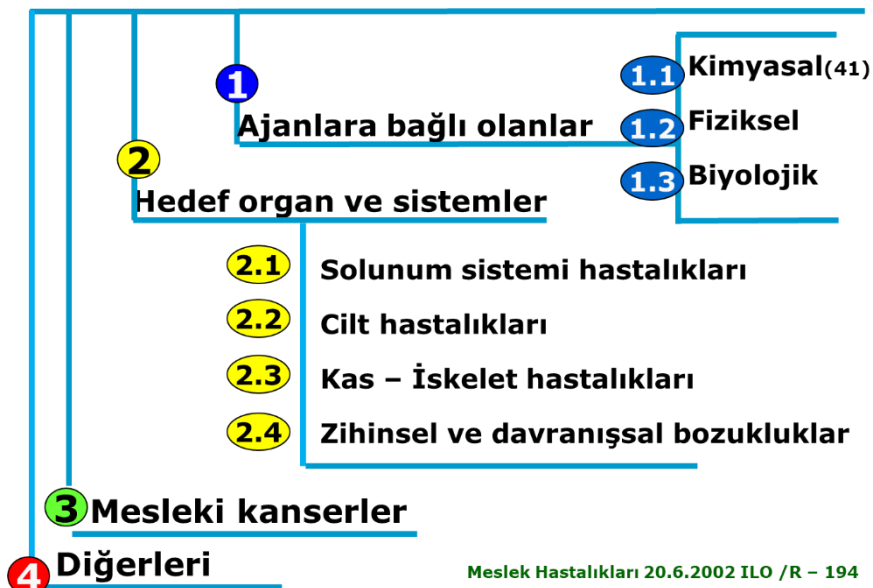 1
1.1 Kimyasal(41)
Ajanlara bağlı olanlar
1.2 Fiziksel
2
1.3 Biyolojik
Hedef organ ve sistemler
2.1 Solunum sistemi hastalıkları
2.2 Cilt hastalıkları
2.3 Kas – İskelet hastalıkları
2.4 Zihinsel ve davranışsal bozukluklar
3 Mesleki kanserler
4 Diğerleri
Meslek Hastalıkları 20.6.2002 ILO /R – 194